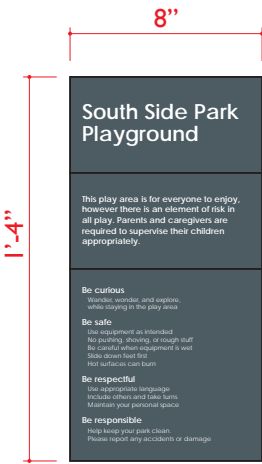 8”
1’-4”
South Side Park
Playground
This play area is for everyone to enjoy,
however there is an element of risk in
all play. Parents and caregivers are
required to supervise their children
appropriately.
Be curious
Wander, wonder, and explore,
while staying in the play area
Be safe
Use equipment as intended
No pushing, shoving, or rough stuff
Be careful when equipment is wet
Slide down feet first
Hot surfaces can burn
Be respectful
Use appropriate language
Include others and take turns
Maintain your personal space
Be responsible
Help keep your park clean
Please report any accidents or damage